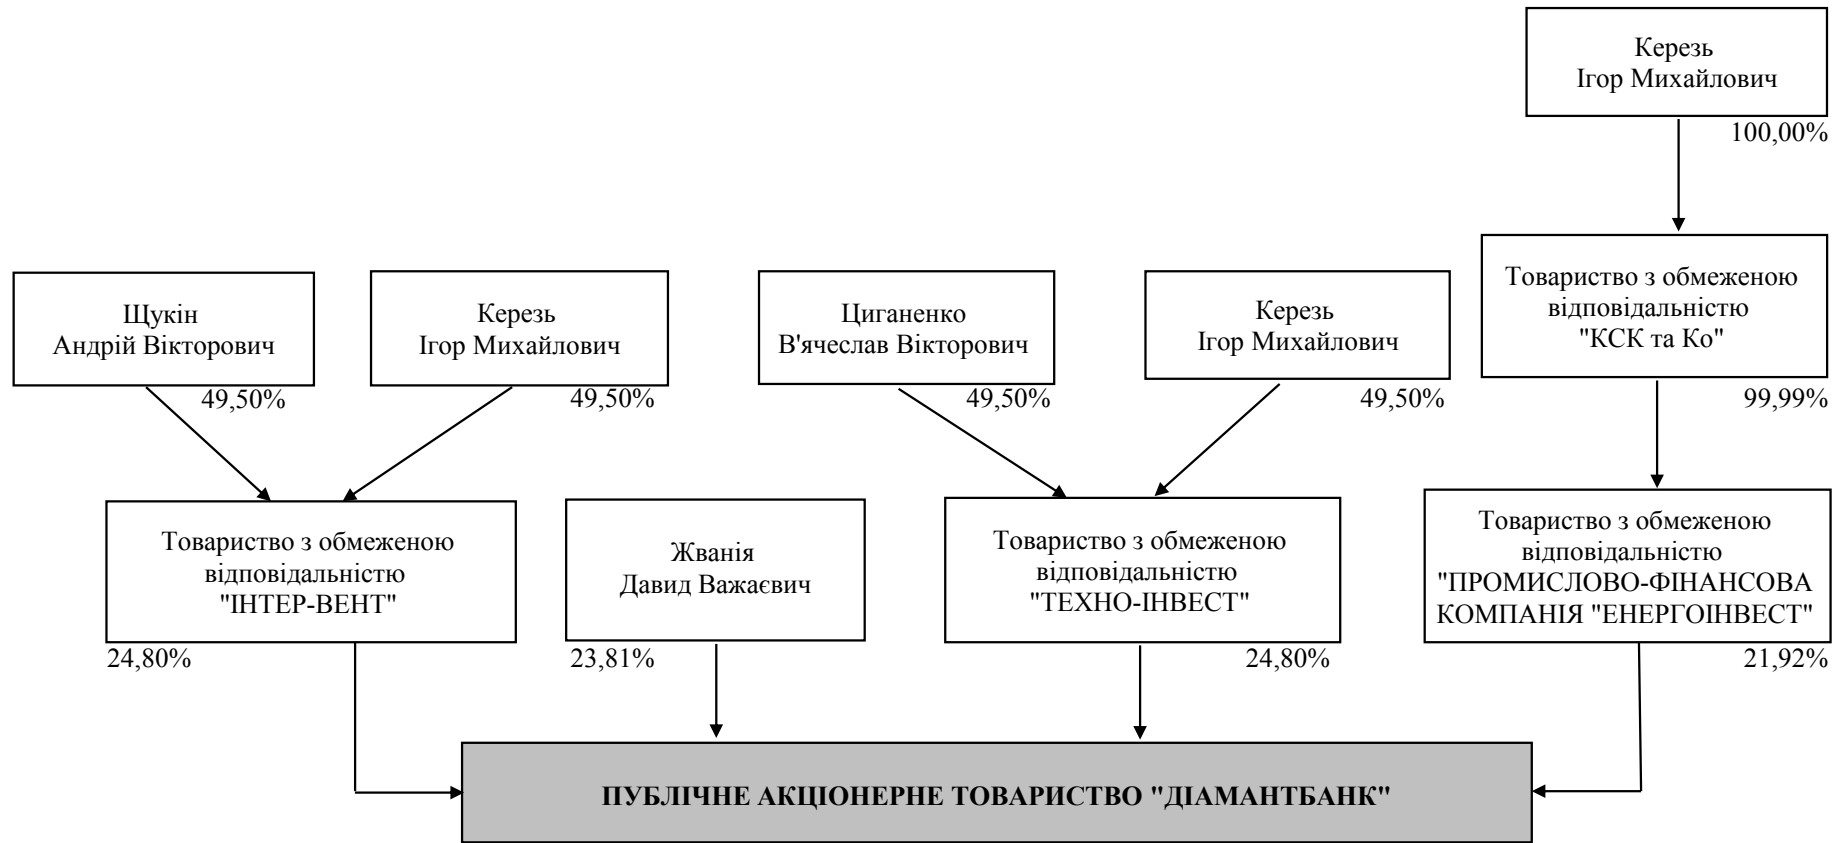 Керезь
Ігор Михайлович
100,00%
Товариство з обмеженою
відповідальністю
"КСК та Ко"
99,99%
Щукін
Андрій Вікторович
49,50%
Керезь
Ігор Михайлович
49,50%
Циганенко
В'ячеслав Вікторович
49,50%
Керезь
Ігор Михайлович
49,50%
Товариство з обмеженою
відповідальністю
"ІНТЕР-ВЕНТ"
24,80%
Жванія
Давид Важаєвич
23,81%
Товариство з обмеженою
відповідальністю
"ТЕХНО-ІНВЕСТ"
24,80%
Товариство з обмеженою
відповідальністю
"ПРОМИСЛОВО-ФІНАНСОВА
КОМПАНІЯ "ЕНЕРГОІНВЕСТ"
21,92%
ПУБЛІЧНЕ АКЦІОНЕРНЕ ТОВАРИСТВО "ДІАМАНТБАНК"